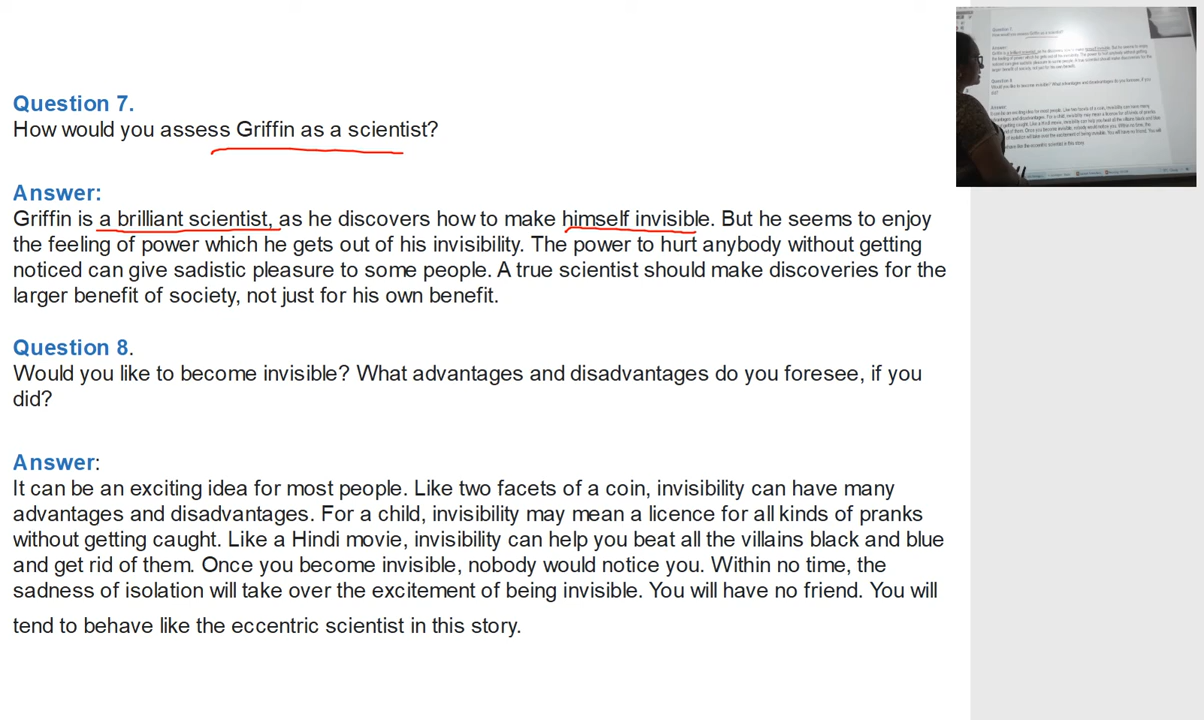 Question 7.
How would you assess Griffin as a scientist?
Answer:
Griffin is a brilliant scientist, as he discovers how to make himself invisible. But he seems to enjoy
the feeling of power which he gets out of his invisibility. The power to hurt anybody without getting
noticed can give sadistic pleasure to some people. A true scientist should make discoveries for the
larger benefit of society, not just for his own benefit.
Question 8.
Would you like to become invisible? What advantages and disadvantages do you foresee, if you
did?
Answer:
It can be an exciting idea for most people. Like two facets of a coin, invisibility can have many
advantages and disadvantages. For a child, invisibility may mean a licence for all kinds of pranks
without getting caught. Like a Hindi movie, invisibility can help you beat all the villains black and blue
and get rid of them. Once you become invisible, nobody would notice you. Within no time, the
sadness of isolation will take over the excitement of being invisible. You will have no friend. You will
tend to behave like the eccentric scientist in this story.